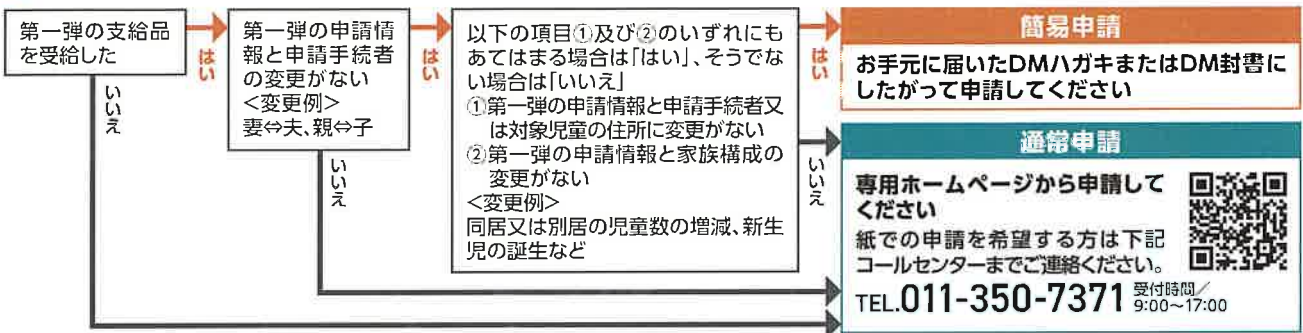 第一弾の支給品
を受給した
はい
いいえ
第一弾の申請情
報と申請手続者
の変更がない
<変更例>
妻⇔夫、親⇔子
はい
いいえ
以下の項目①及び②のいずれにも
あてはまる場合は「はい」、そうでな
い場合は「いいえ」
①第一弾の申請情報と申請手続者又
は対象児童の住所に変更がない
②第一弾の申請情報と家族構成の
変更がない
<変更例>
同居又は別居の児童数の増減、新生
児の誕生など
はい
いいえ
簡易申請
お手元に届いたDMハガキまたはDM封書に
したがって申請してください
通常申請
専用ホームページから申請して
ください
紙での申請を希望する方は下記
コールセンターまでご連絡ください。
TEL.011-350-7371 受付時間/
9:00～17:00